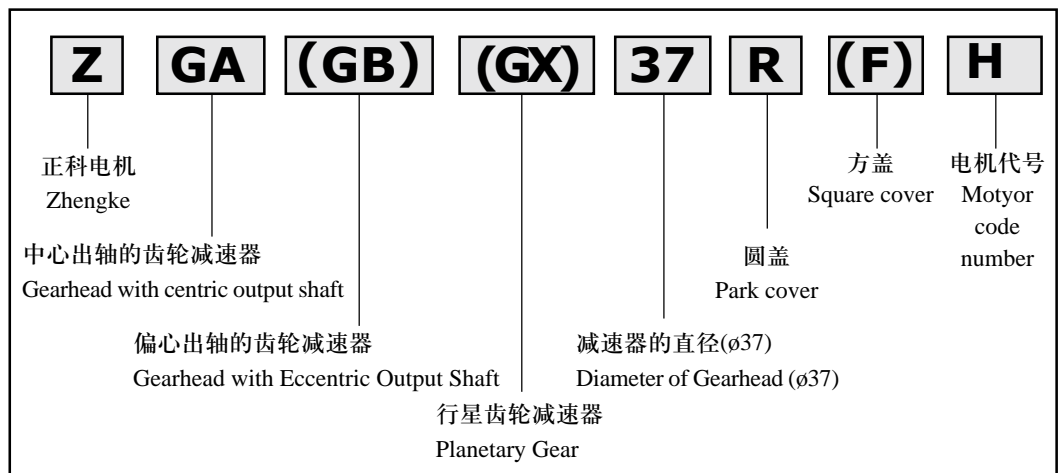 Z GA (GB) (GX) 37 R (F) H
正科电机
Zhengke
方盖
Square cover
电机代号
Motyor
code
number
中心出轴的齿轮减速器
Gearhead with centric output shaft
圆盖
Park cover
偏心出轴的齿轮减速器
Gearhead with Eccentric Output Shaft
减速器的直径(ø37)
Diameter of Gearhead (ø37)
行星齿轮减速器
Planetary Gear